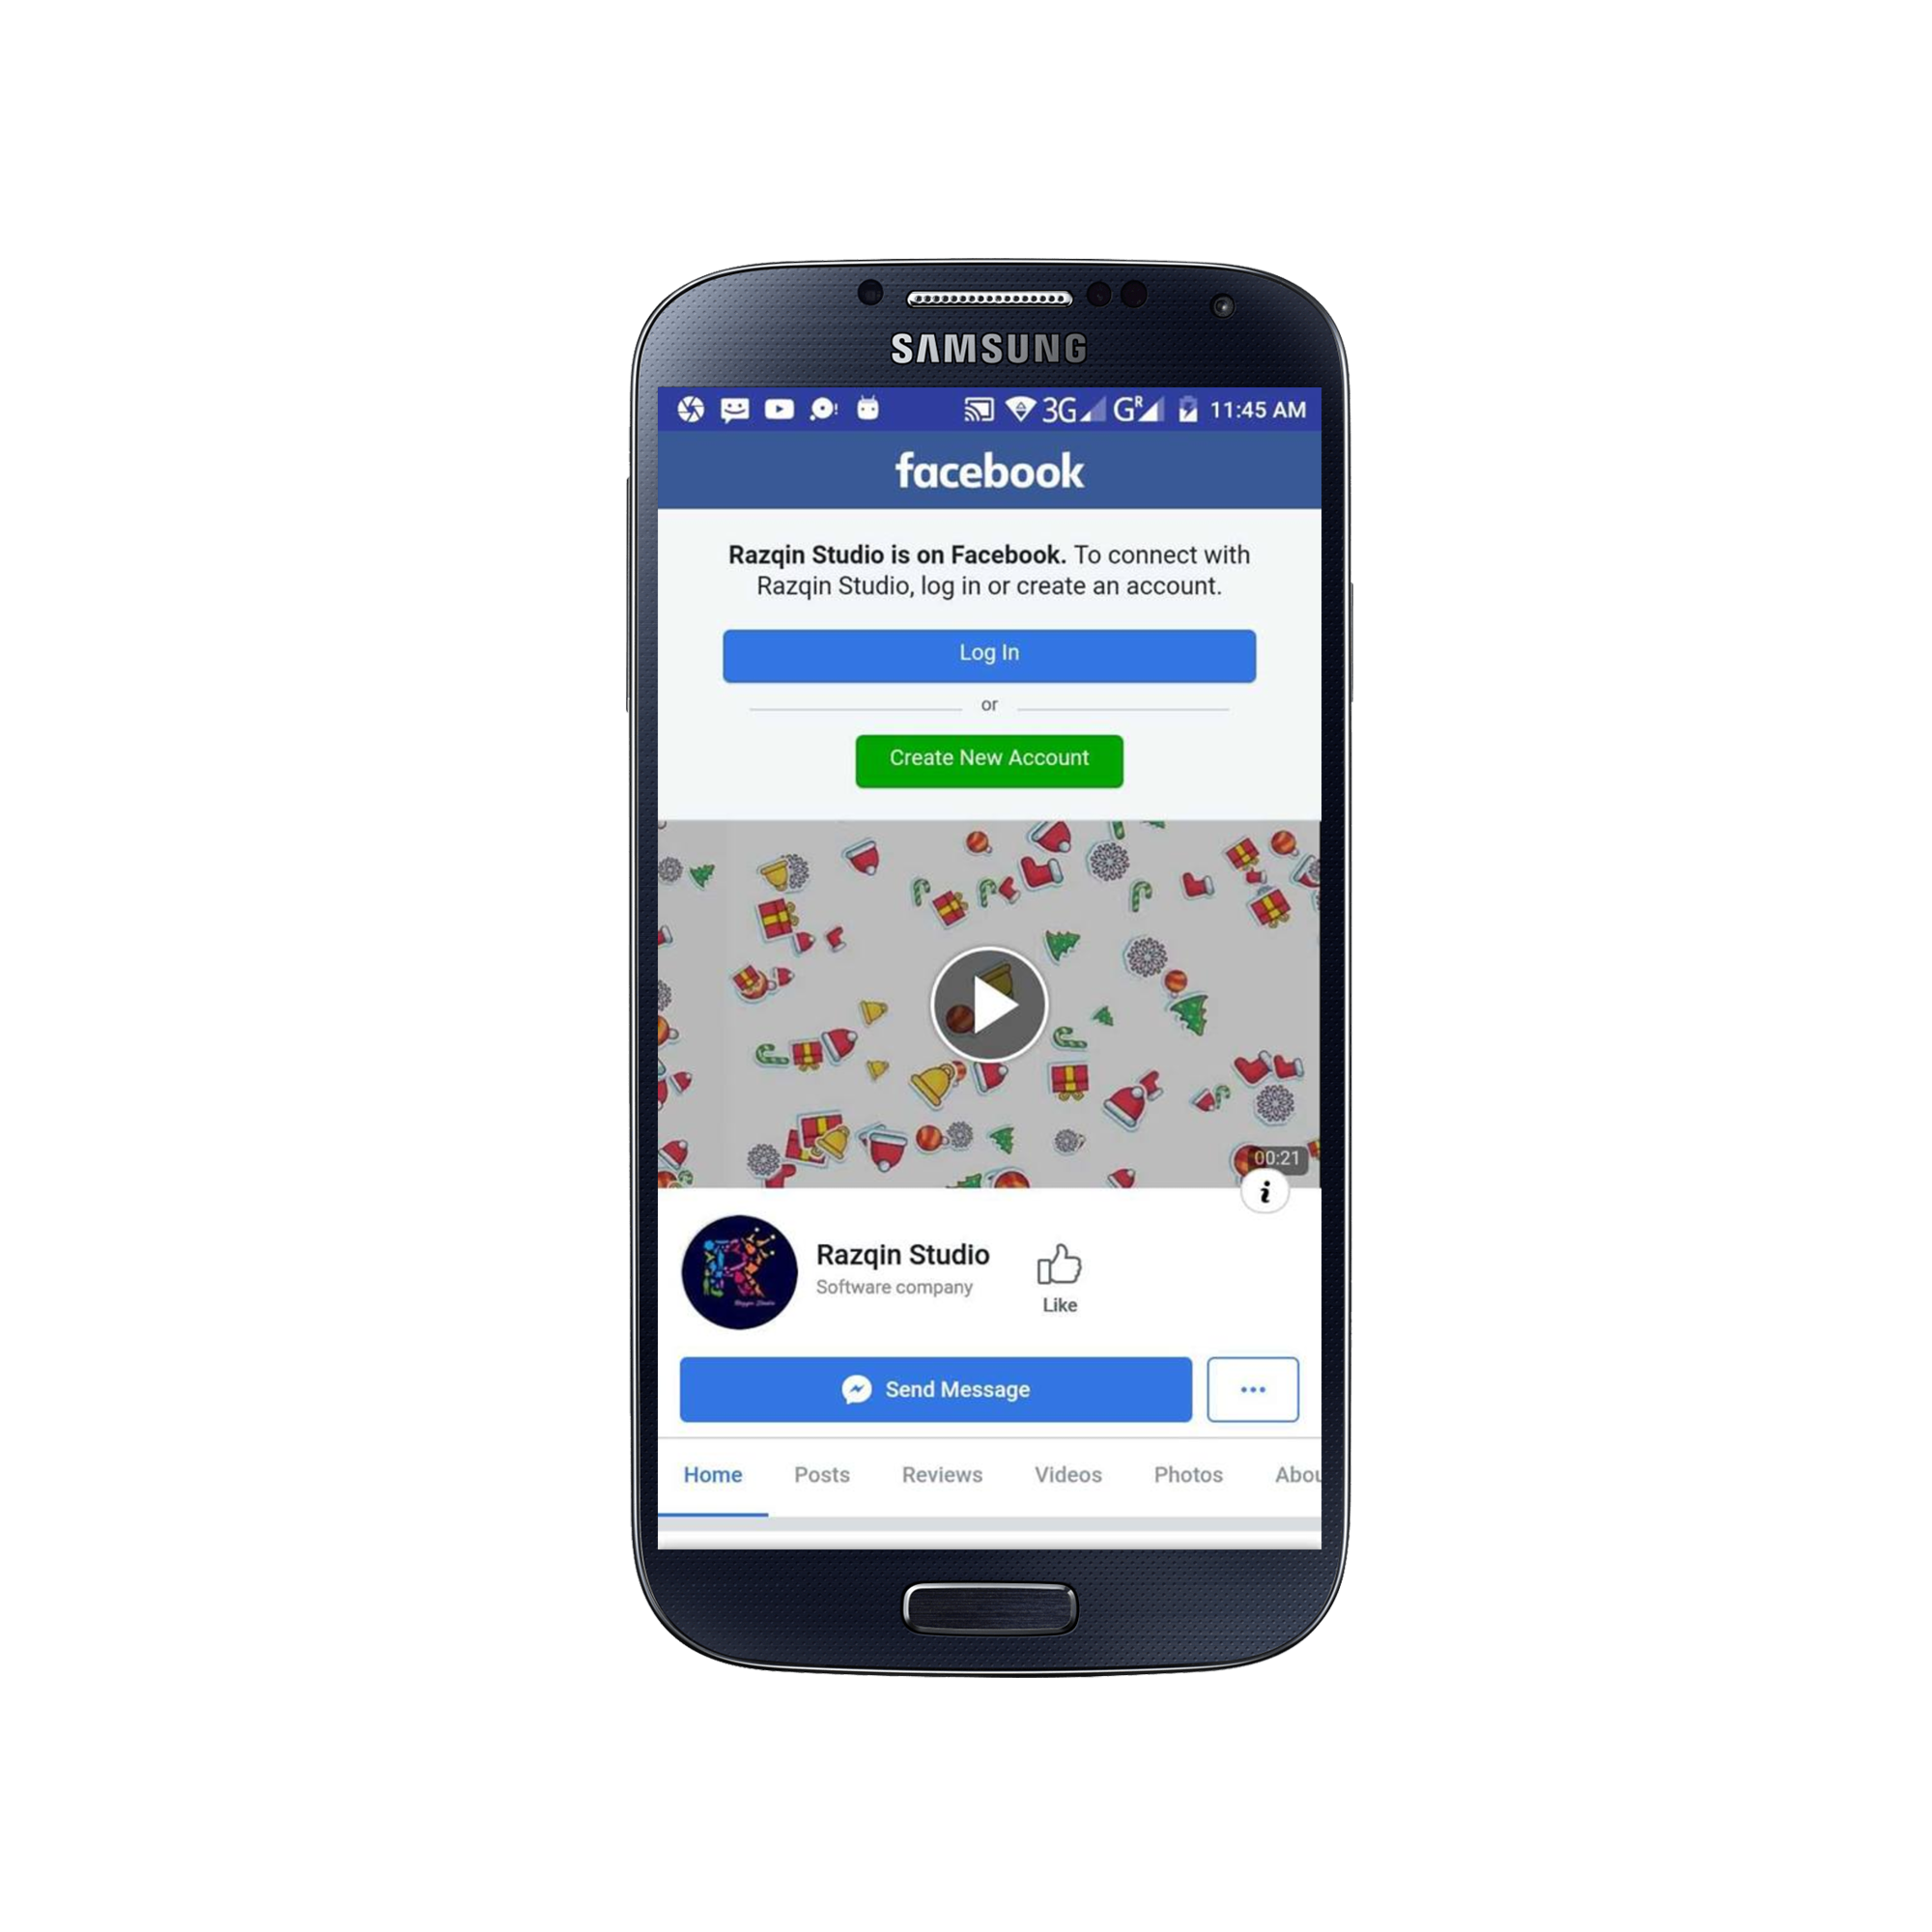 SAMSUNG
3G G R 11:45 AM
facebook
Razqin Studio is on Facebook. To connect with
Razqin Studio, log in or create an account.
Log In
or
Create New Account
00:21
i
Razqin Studio
Software company
Like
R
Razqin Studio
Send Message
Home Posts Reviews Videos Photos Abou